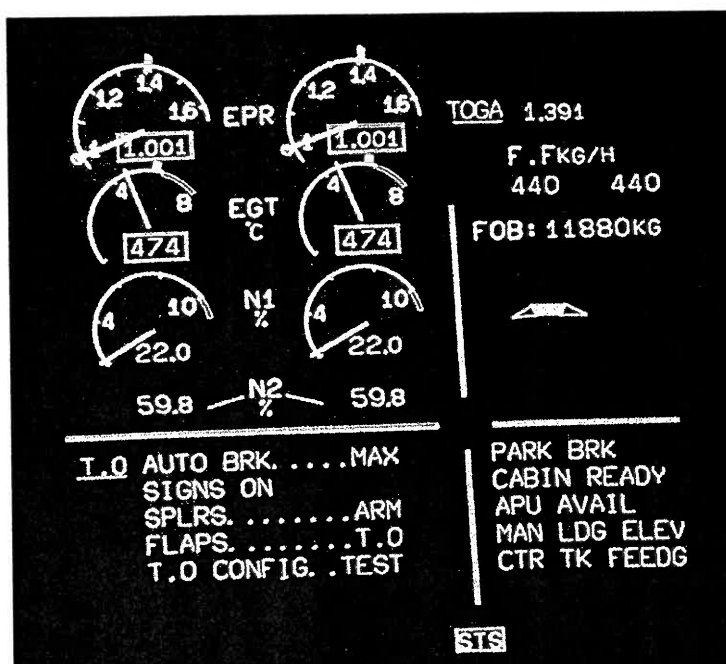 1.2 1.4 1.6 1.2 1.4 1.6
EPR
TOGA 1.391
1 1.001 1 1.001
F.FKG/H
440 440
4 8 4 8
EGT
°C
474 474
FOB: 11880KG
4 10 4 10
N1
%
22.0 22.0
N2
%
59.8 59.8
T.O AUTO BRK.....MAX
SIGNS ON
SPLRS........ARM
FLAPS........T.O
T.O CONFIG..TEST
PARK BRK
CABIN READY
APU AVAIL
MAN LDG ELEV
CTR TK FEEDG
STS